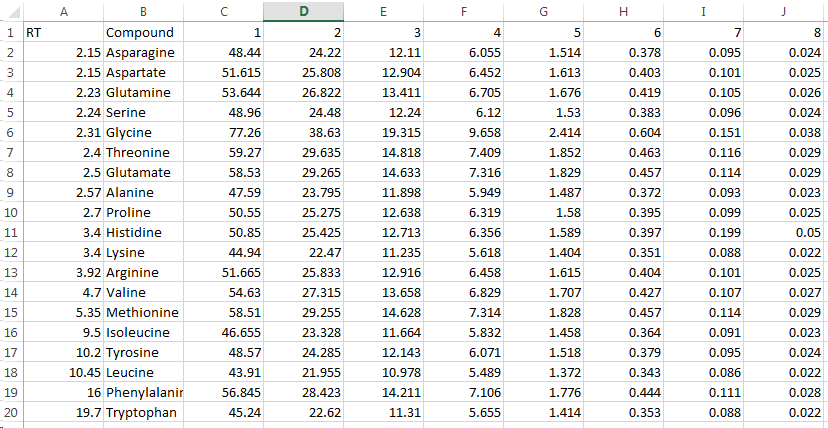 A B C D E F G H I J
1 RT Compound 1 2 3 4 5 6 7 8
2 2.15 Asparagine 48.44 24.22 12.11 6.055 1.514 0.378 0.095 0.024
3 2.15 Aspartate 51.615 25.808 12.904 6.452 1.613 0.403 0.101 0.025
4 2.23 Glutamine 53.644 26.822 13.411 6.705 1.676 0.419 0.105 0.026
5 2.24 Serine 48.96 24.48 12.24 6.12 1.53 0.383 0.096 0.024
6 2.31 Glycine 77.26 38.63 19.315 9.658 2.414 0.604 0.151 0.038
7 2.4 Threonine 59.27 29.635 14.818 7.409 1.852 0.463 0.116 0.029
8 2.5 Glutamate 58.53 29.265 14.633 7.316 1.829 0.457 0.114 0.029
9 2.57 Alanine 47.59 23.795 11.898 5.949 1.487 0.372 0.093 0.023
10 2.7 Proline 50.55 25.275 12.638 6.319 1.58 0.395 0.099 0.025
11 3.4 Histidine 50.85 25.425 12.713 6.356 1.589 0.397 0.199 0.05
12 3.4 Lysine 44.94 22.47 11.235 5.618 1.404 0.351 0.088 0.022
13 3.92 Arginine 51.665 25.833 12.916 6.458 1.615 0.404 0.101 0.025
14 4.7 Valine 54.63 27.315 13.658 6.829 1.707 0.427 0.107 0.027
15 5.35 Methionine 58.51 29.255 14.628 7.314 1.828 0.457 0.114 0.029
16 9.5 Isoleucine 46.655 23.328 11.664 5.832 1.458 0.364 0.091 0.023
17 10.2 Tyrosine 48.57 24.285 12.143 6.071 1.518 0.379 0.095 0.024
18 10.45 Leucine 43.91 21.955 10.978 5.489 1.372 0.343 0.086 0.022
19 16 Phenylalanin 56.845 28.423 14.211 7.106 1.776 0.444 0.111 0.028
20 19.7 Tryptophan 45.24 22.62 11.31 5.655 1.414 0.353 0.088 0.022